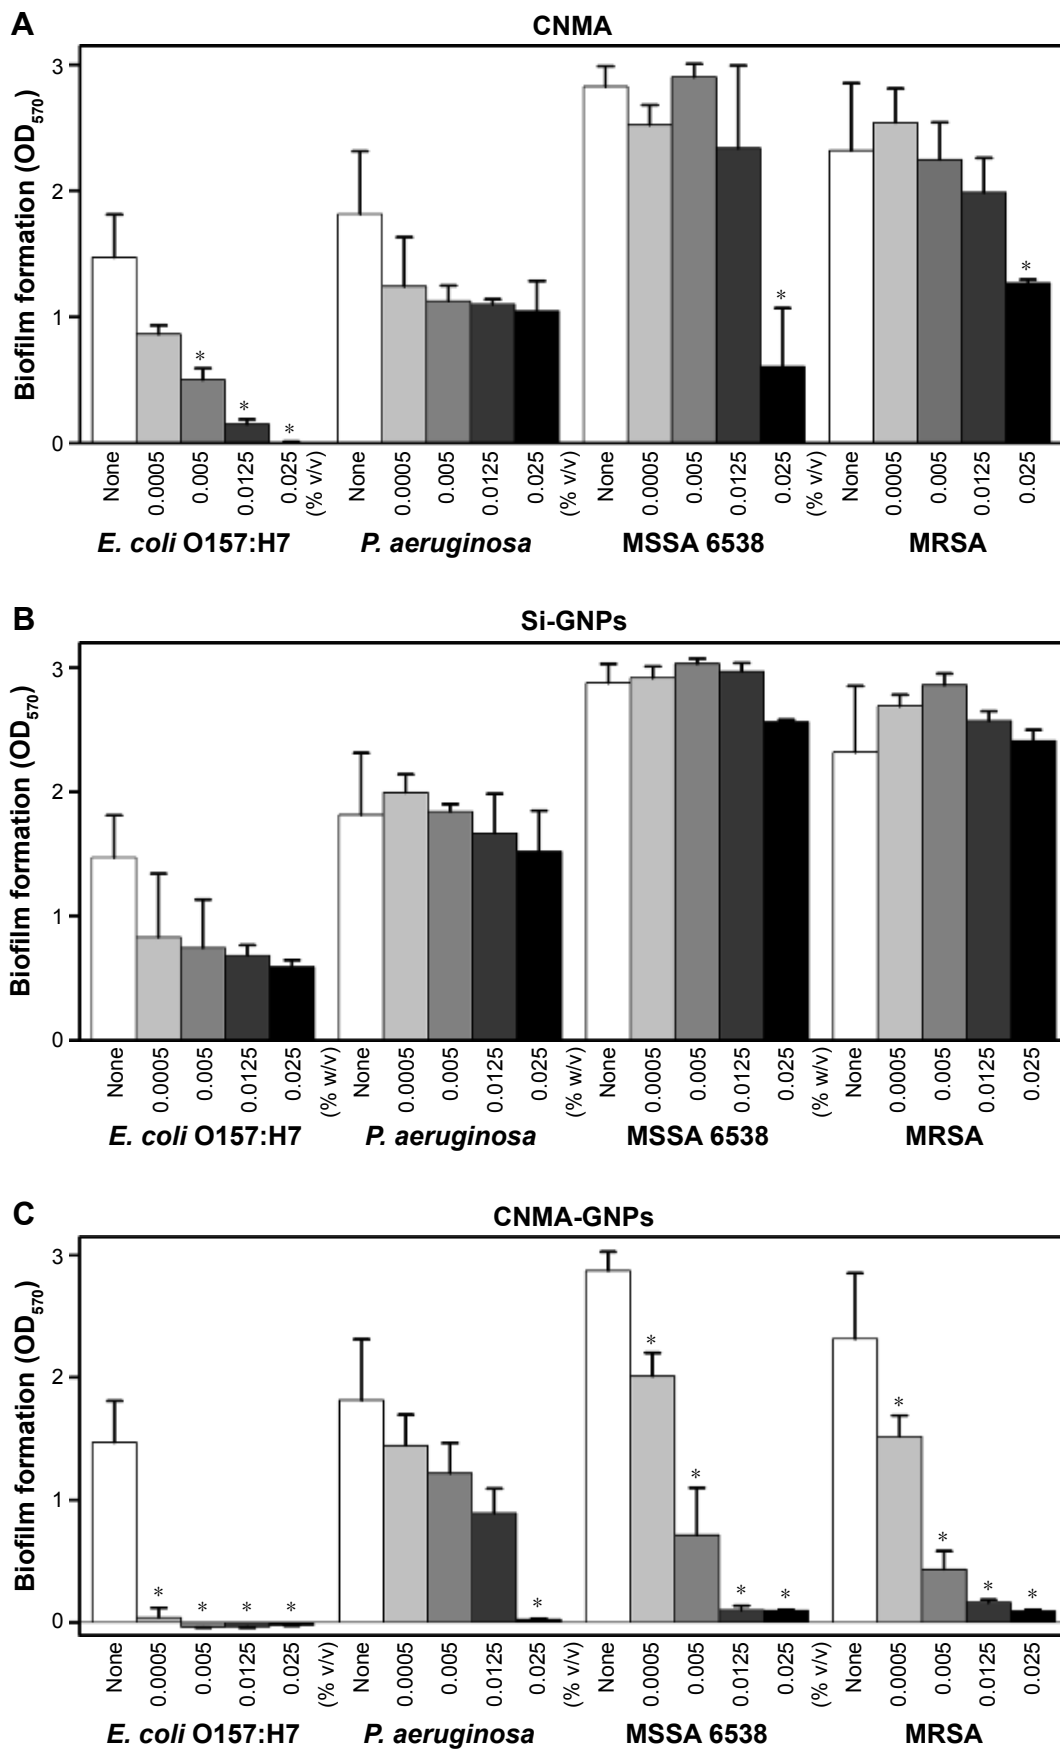 A
CNMA
Biofilm formation (OD570)
3
2
1
0
* * * * *
None 0.0005 0.005 0.0125 0.025 (% v/v) None 0.0005 0.005 0.0125 0.025 (% v/v) None 0.0005 0.005 0.0125 0.025 (% v/v) None 0.0005 0.005 0.0125 0.025
E. coli O157:H7 P. aeruginosa MSSA 6538 MRSA
B
Si-GNPs
Biofilm formation (OD570)
3
2
1
0
None 0.0005 0.005 0.0125 0.025 (% w/v) None 0.0005 0.005 0.0125 0.025 (% w/v) None 0.0005 0.005 0.0125 0.025 (% w/v) None 0.0005 0.005 0.0125 0.025
E. coli O157:H7 P. aeruginosa MSSA 6538 MRSA
C
CNMA-GNPs
Biofilm formation (OD570)
3
2
1
0
* * * * * * * * * * * * *
None 0.0005 0.005 0.0125 0.025 (% v/v) None 0.0005 0.005 0.0125 0.025 (% v/v) None 0.0005 0.005 0.0125 0.025 (% v/v) None 0.0005 0.005 0.0125 0.025
E. coli O157:H7 P. aeruginosa MSSA 6538 MRSA